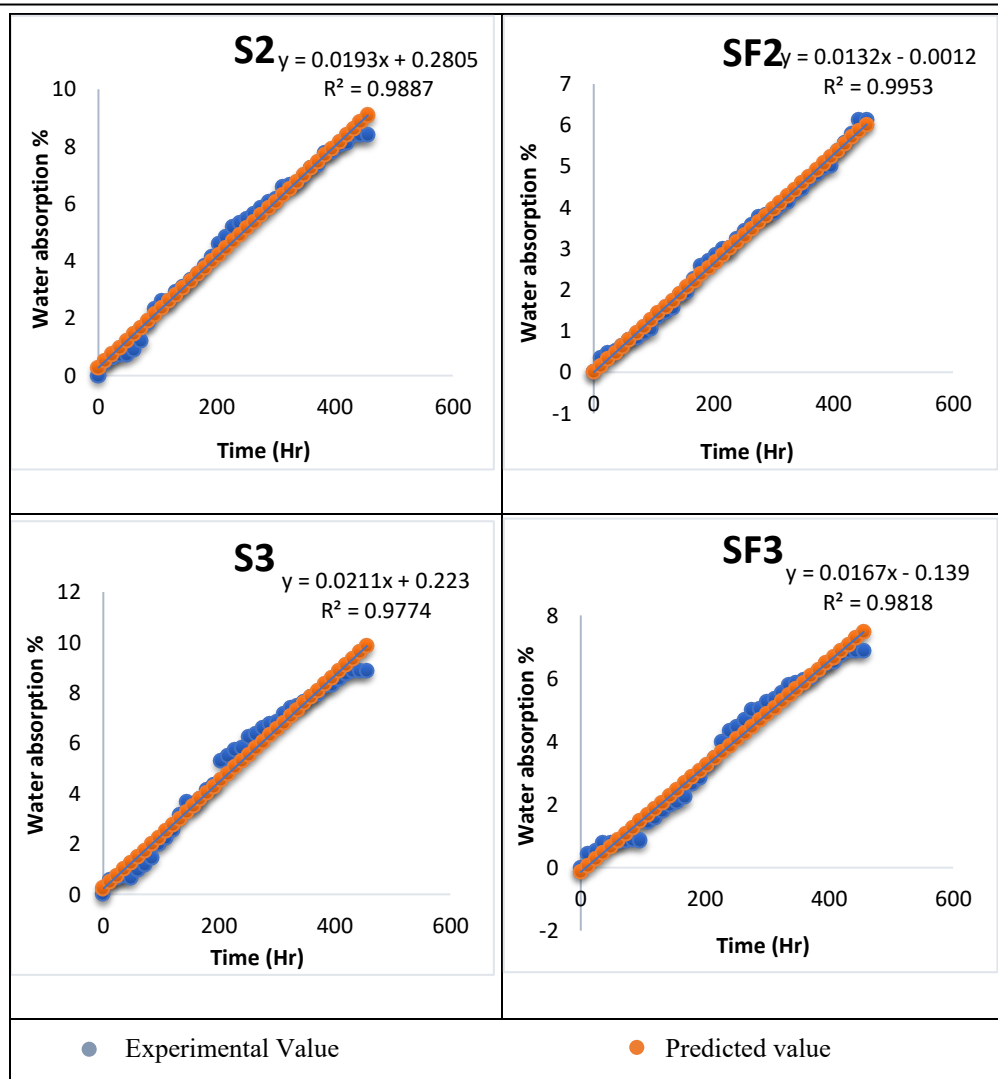 S2
y = 0.0193x + 0.2805
R² = 0.9887
Water absorption %
10
8
6
4
2
0
0 200 400 600
Time (Hr)
SF2
y = 0.0132x - 0.0012
R² = 0.9953
Water absorption %
7
6
5
4
3
2
1
0
-1
0 200 400 600
Time (Hr)
S3
y = 0.0211x + 0.223
R² = 0.9774
Water absorption %
12
10
8
6
4
2
0
0 200 400 600
Time (Hr)
SF3
y = 0.0167x - 0.139
R² = 0.9818
Water absorption %
8
6
4
2
0
-2
0 200 400 600
Time (Hr)
Experimental Value
Predicted value